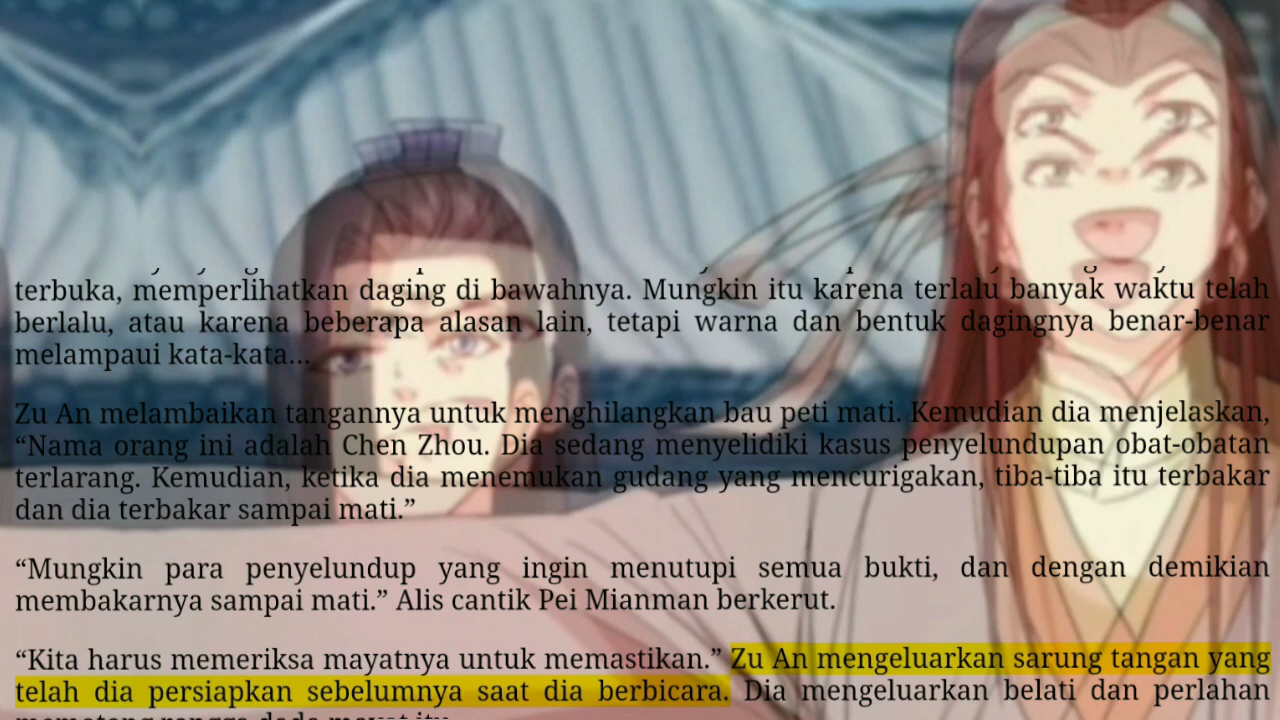 terbuka, memperlihatkan daging di bawahnya. Mungkin itu karena terlalu banyak waktu telah
berlalu, atau karena beberapa alasan lain, tetapi warna dan bentuk dagingnya benar-benar
melampaui kata-kata...
Zu An melambaikan tangannya untuk menghilangkan bau peti mati. Kemudian dia menjelaskan,
“Nama orang ini adalah Chen Zhou. Dia sedang menyelidiki kasus penyelundupan obat-obatan
terlarang. Kemudian, ketika dia menemukan gudang yang mencurigakan, tiba-tiba itu terbakar
dan dia terbakar sampai mati.”
“Mungkin para penyelundup yang ingin menutupi semua bukti, dan dengan demikian
membakarnya sampai mati.” Alis cantik Pei Mianman berkerut.
“Kita harus memeriksa mayatnya untuk memastikan.” Zu An mengeluarkan sarung tangan yang
telah dia persiapkan sebelumnya saat dia berbicara. Dia mengeluarkan belati dan perlahan